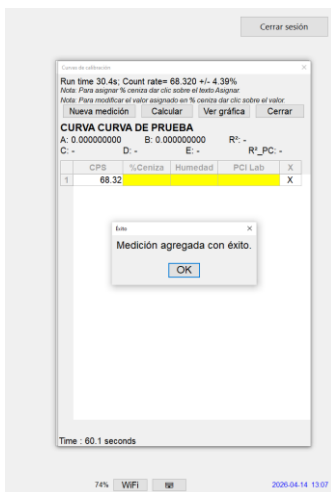 Cerrar sesión
Curvas de calibración
Run time 30.4s; Count rate= 68.320 +/- 4.39%
Nota: Para asignar % ceniza dar clic sobre el texto Asignar.
Nota: Para modificar el valor asignado en % ceniza dar clic sobre el valor.
Nueva medición Calcular Ver gráfica Cerrar
CURVA CURVA DE PRUEBA
A: 0.000000000 B: 0.000000000 R²: -
C: - D: - E: - R²_PC: -
CPS %Ceniza Humedad PCI Lab X
1 68.32 X
Exito
Medición agregada con éxito.
OK
Time : 60.1 seconds
74% WiFi
2026-04-14 13:07